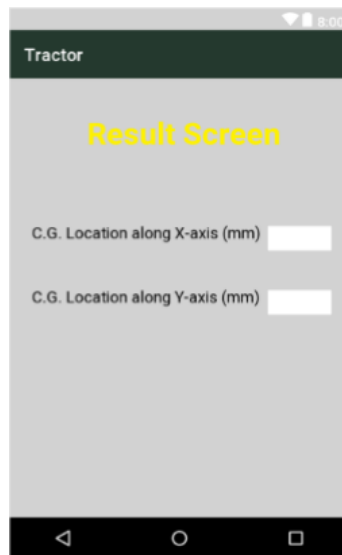 8:00
Tractor
Result Screen
C.G. Location along X-axis (mm)
C.G. Location along Y-axis (mm)